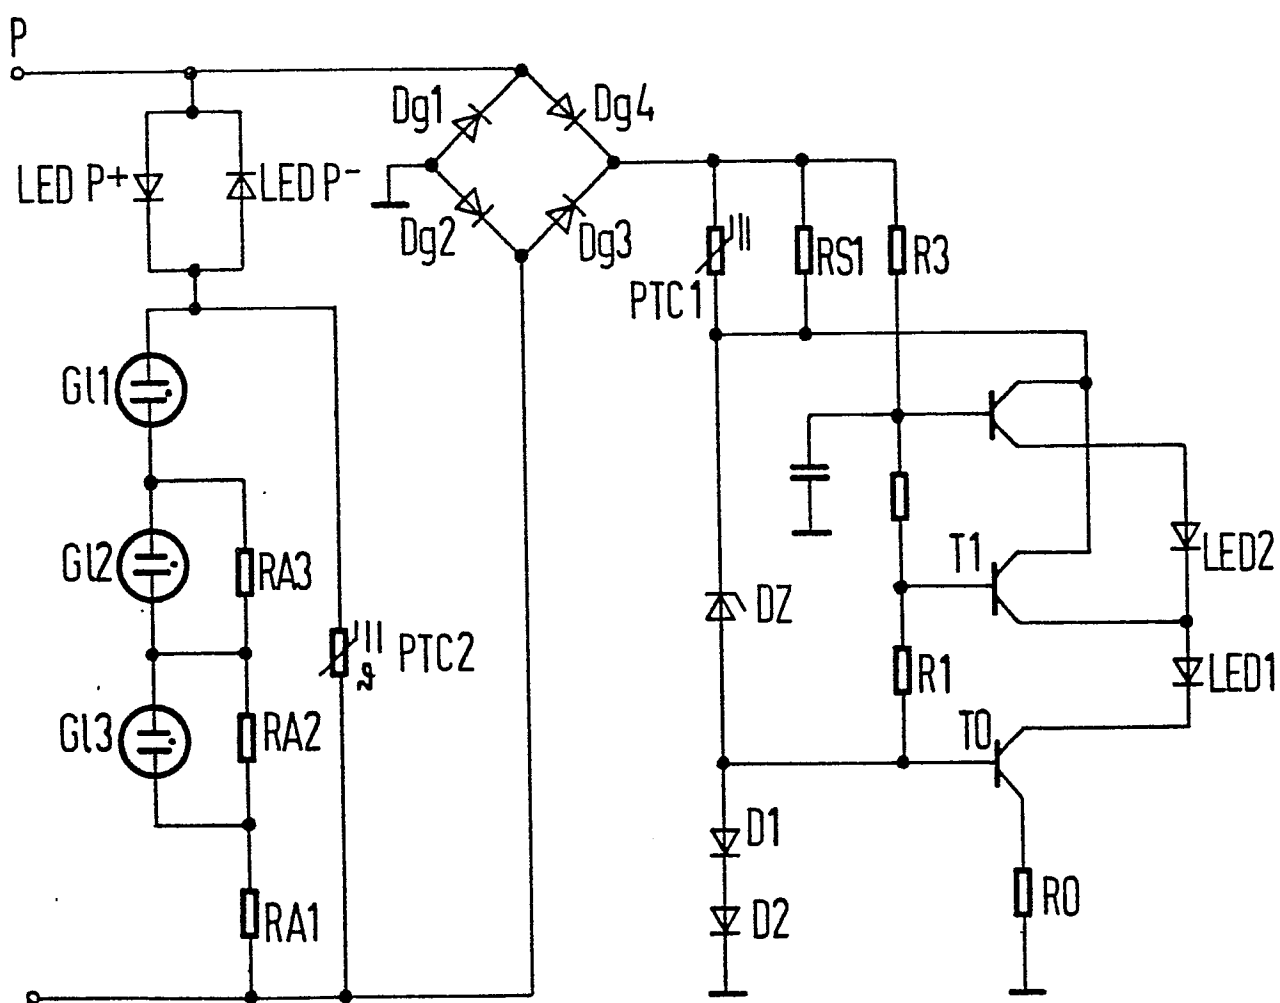 P
Dg1
Dg4
LED P+
LED P-
Dg2
Dg3
RS1
R3
PTC1
Gl1
Gl2
RA3
T1
LED2
DZ
PTC2
ϑ
R1
LED1
Gl3
RA2
T0
D1
RA1
D2
R0